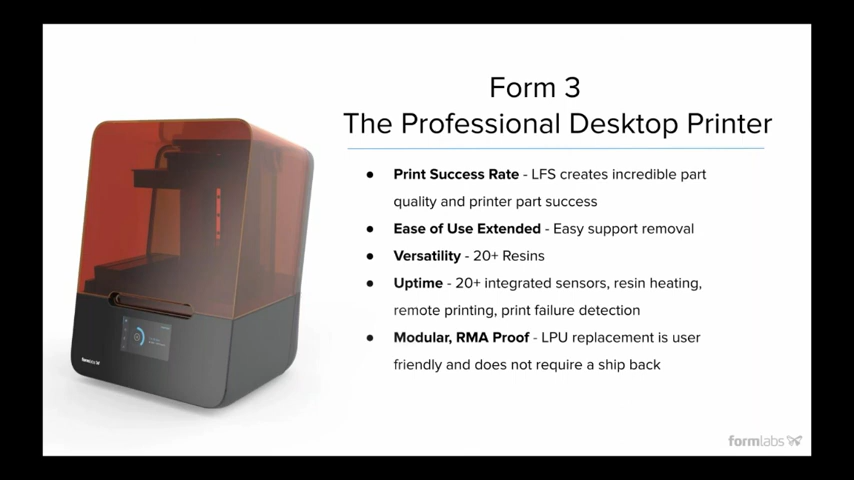 Form 3
The Professional Desktop Printer
● Print Success Rate - LFS creates incredible part
quality and printer part success
● Ease of Use Extended - Easy support removal
● Versatility - 20+ Resins
● Uptime - 20+ integrated sensors, resin heating,
remote printing, print failure detection
● Modular, RMA Proof - LPU replacement is user
friendly and does not require a ship back
formlabs
formlabs